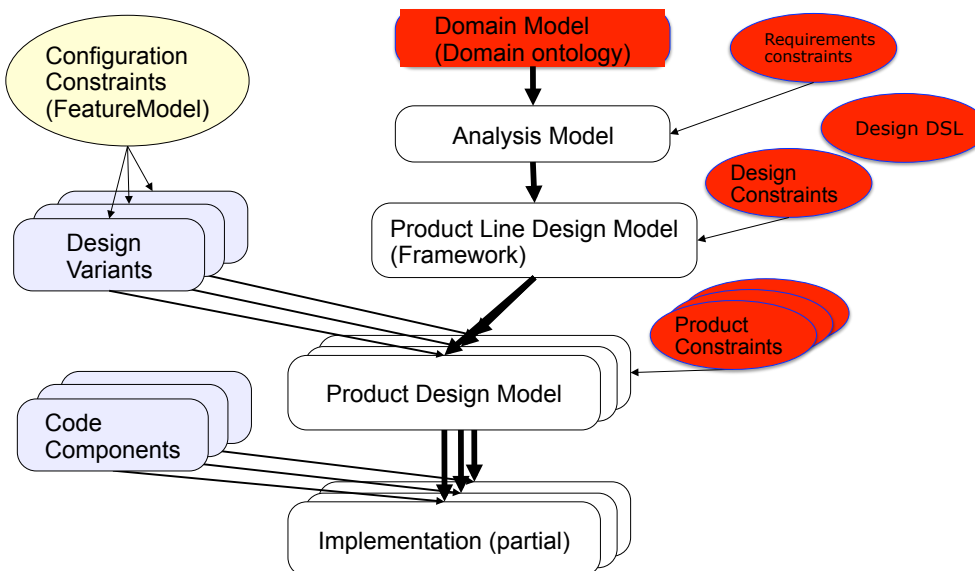 Configuration
Constraints
(FeatureModel)
Domain Model
(Domain ontology)
Requirements
constraints
Analysis Model
Design DSL
Design
Constraints
Product Line Design Model
(Framework)
Design
Variants
Product
Constraints
Product Design Model
Code
Components
Implementation (partial)